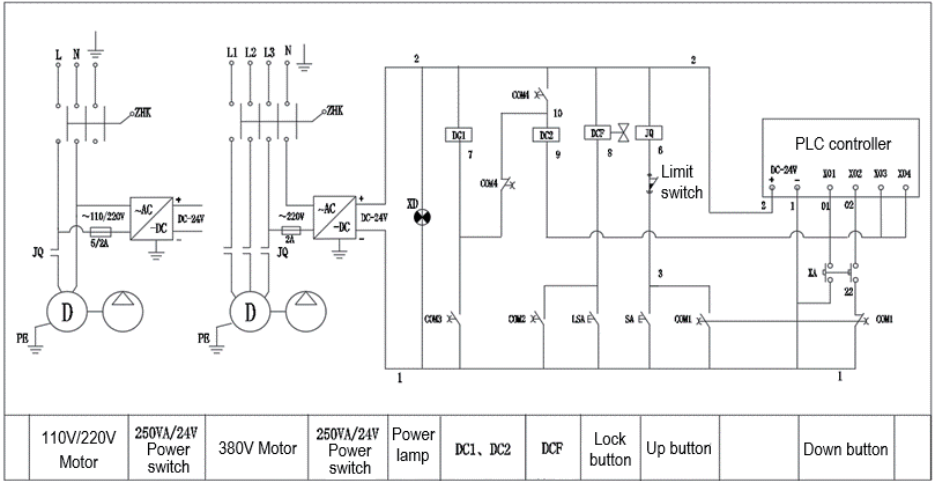 L N
ZHK
~110/220V
5/2A
~AC
-DC
+
DC-24V
-
JQ
D
PE
L1 L2 L3 N
ZHK
~220V
2A
~AC
-DC
+
DC-24V
-
JQ
D
PE
2
2
XD
DC1
7
COM4
COM4
10
DC2
9
DCF
8
JQ
6
Limit
switch
3
COM3
COM2
LSA
SA
COM1
1
PLC controller
DC-24V
+ - X01 X02 X03 X04
2 1 01 02
XA
22
COM1
1
110V/220V
Motor
250VA/24V
Power
switch
380V Motor
250VA/24V
Power
switch
Power
lamp
DC1、DC2
DCF
Lock
button
Up button
Down button